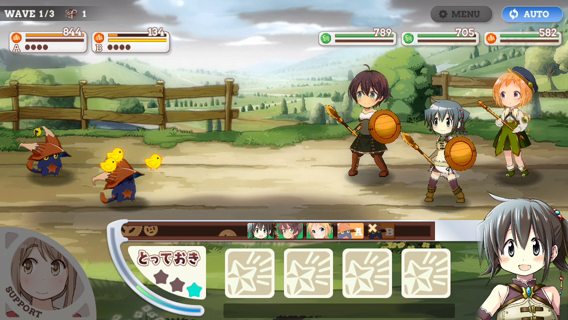 WAVE 1/3 1
MENU
AUTO
844
134
789
705
582
A
B
A
B
とっておき
SUPPORT